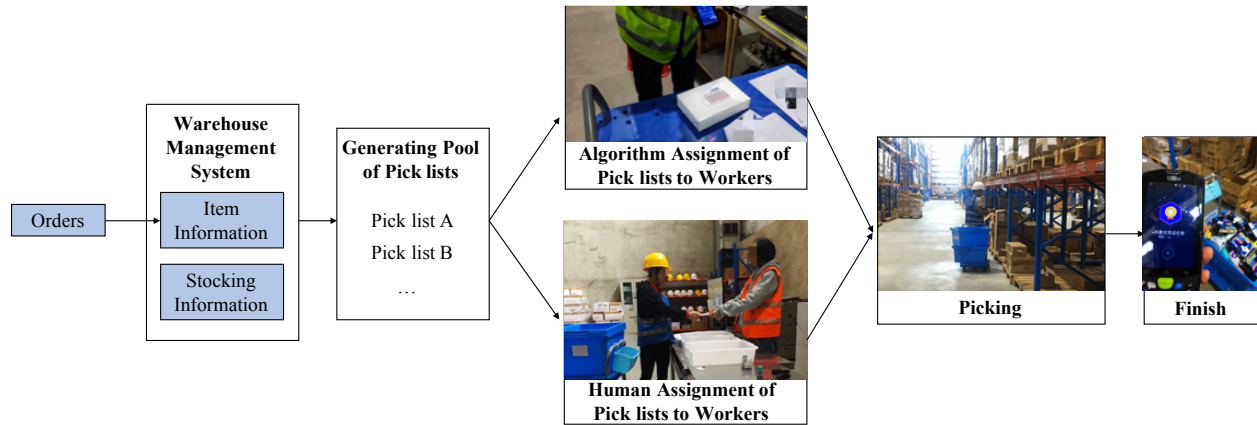 Orders
Warehouse
Management
System
Item
Information
Stocking
Information
Generating Pool
of Pick lists
Pick list A
Pick list B
…
Algorithm Assignment of
Pick lists to Workers
Human Assignment of
Pick lists to Workers
Picking
Finish